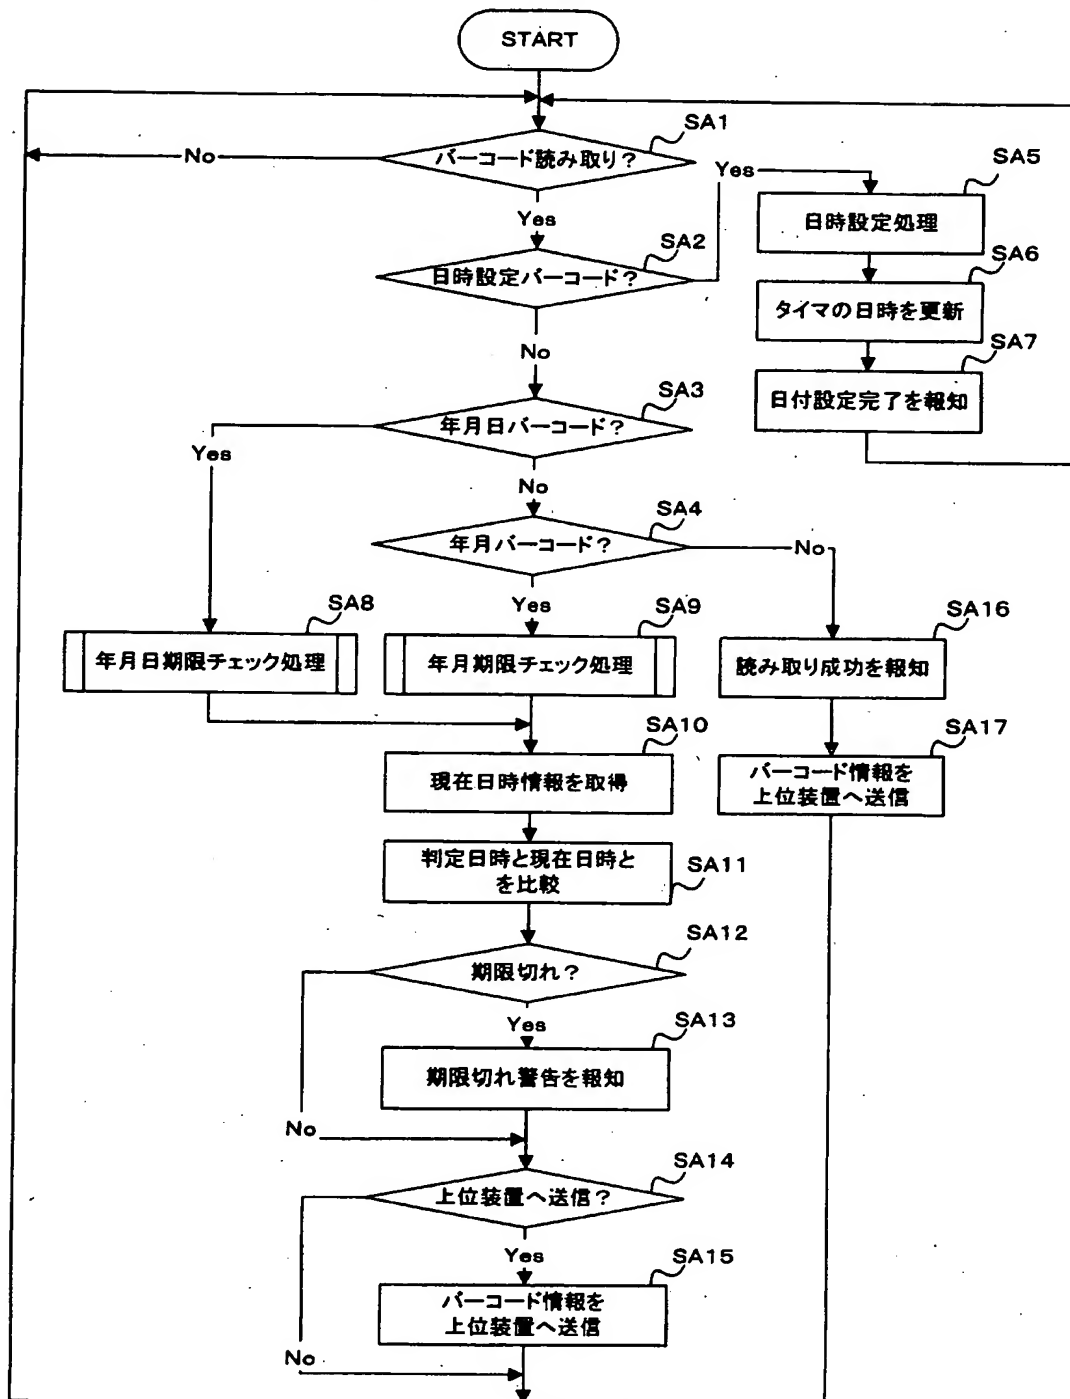 START
SA1
バーコード読み取り？
No
Yes
SA2
日時設定バーコード？
Yes
SA5
日時設定処理
SA6
タイマの日時を更新
SA7
日付設定完了を報知
No
SA3
年月日バーコード？
Yes
No
SA4
年月バーコード？
No
Yes
SA8
年月日期限チェック処理
SA9
年月期限チェック処理
SA16
読み取り成功を報知
SA10
現在日時情報を取得
SA17
バーコード情報を
上位装置へ送信
判定日時と現在日時と
を比較
SA11
SA12
期限切れ？
Yes
SA13
期限切れ警告を報知
No
SA14
上位装置へ送信？
Yes
SA15
バーコード情報を
上位装置へ送信
No